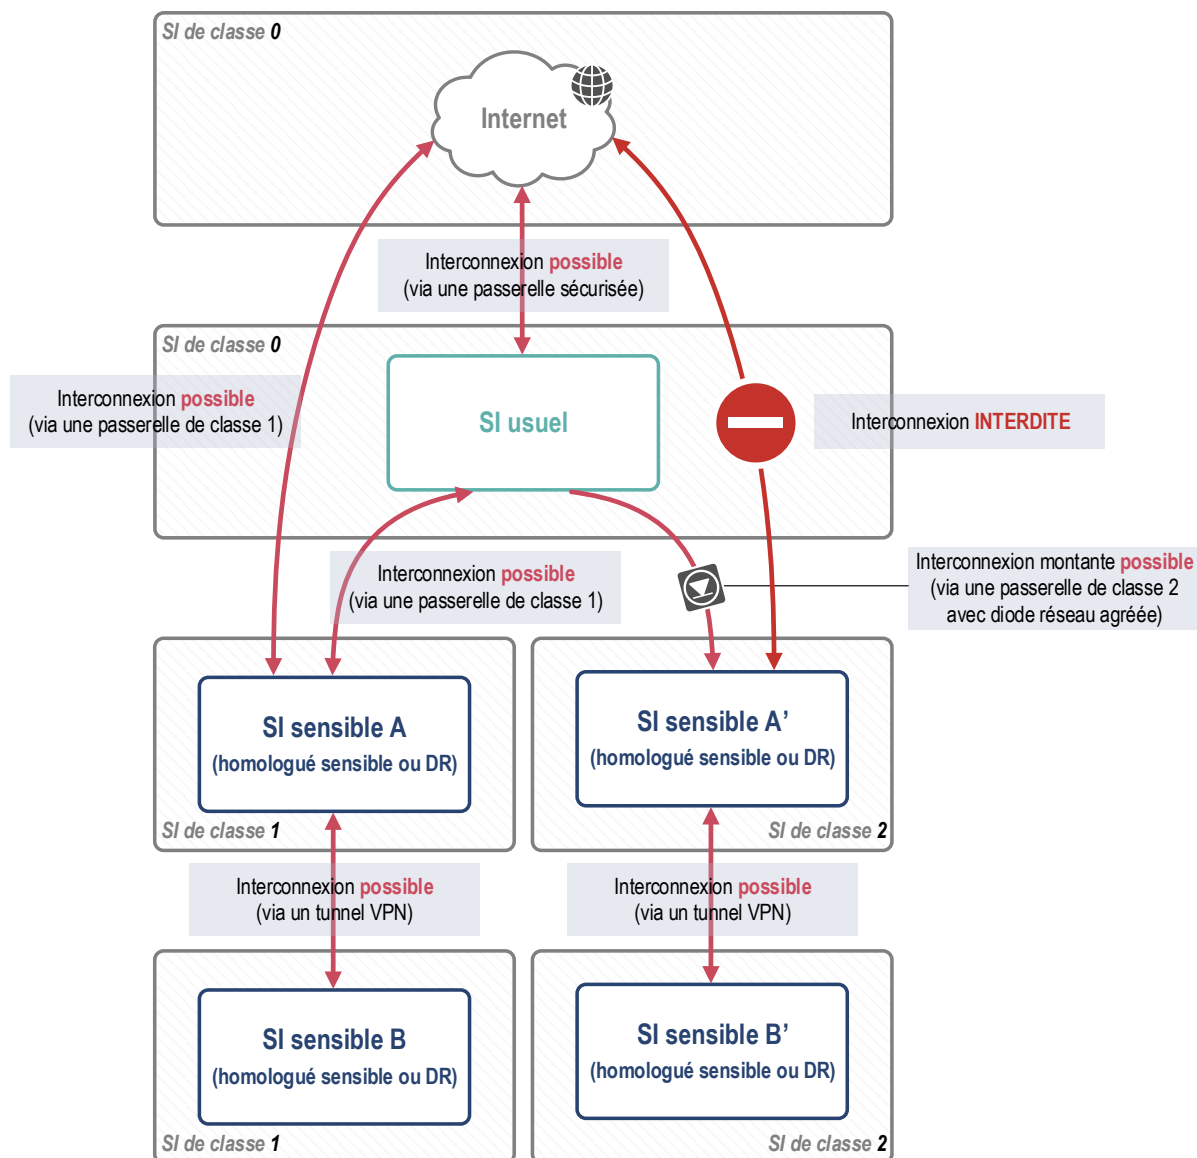 SI de classe 0
Internet
Interconnexion possible
(via une passerelle sécurisée)
SI de classe 0
Interconnexion possible
(via une passerelle de classe 1)
SI usuel
Interconnexion INTERDITE
Interconnexion possible
(via une passerelle de classe 1)
Interconnexion montante possible
(via une passerelle de classe 2
avec diode réseau agréée)
SI sensible A
(homologué sensible ou DR)
SI de classe 1
SI sensible A’
(homologué sensible ou DR)
SI de classe 2
Interconnexion possible
(via un tunnel VPN)
Interconnexion possible
(via un tunnel VPN)
SI sensible B
(homologué sensible ou DR)
SI de classe 1
SI sensible B’
(homologué sensible ou DR)
SI de classe 2